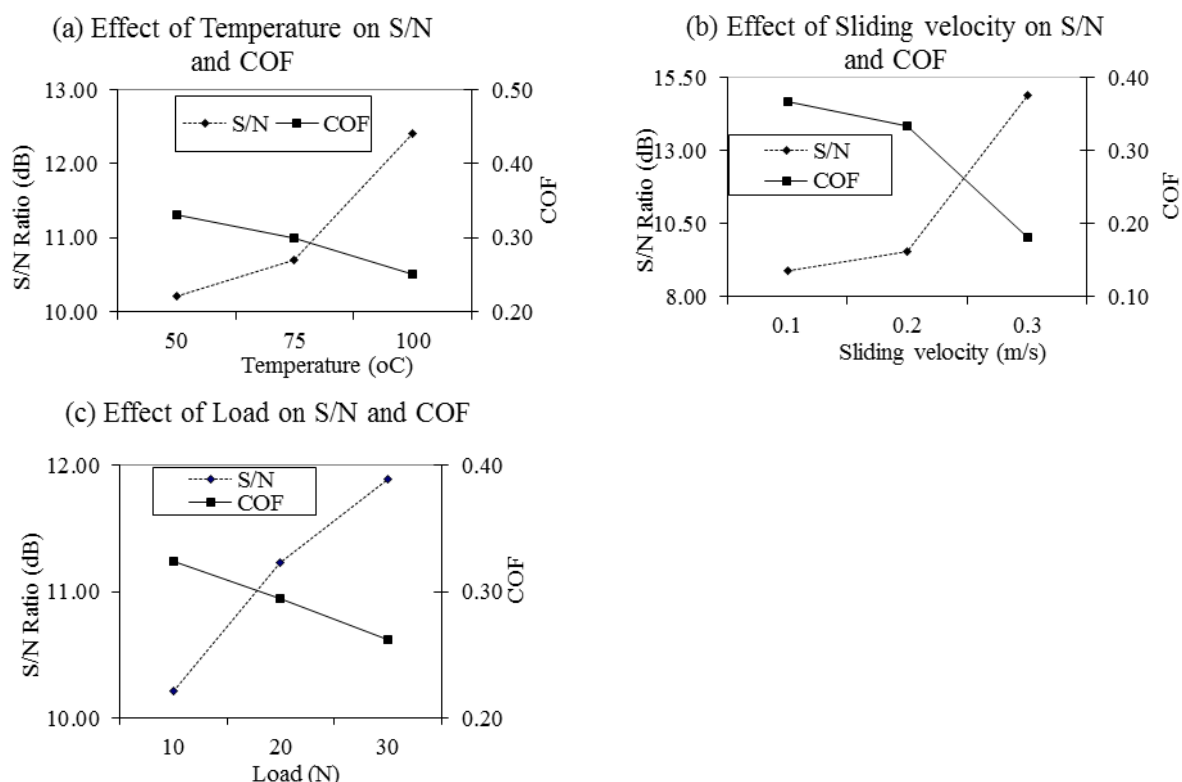 (a) Effect of Temperature on S/N
and COF
13.00
12.00
11.00
10.00
S/N Ratio (dB)
S/N
COF
0.50
0.40
0.30
0.20
COF
50
75
100
Temperature (oC)
(b) Effect of Sliding velocity on S/N
and COF
15.50
13.00
10.50
8.00
S/N Ratio (dB)
S/N
COF
0.40
0.30
0.20
0.10
COF
0.1
0.2
0.3
Sliding velocity (m/s)
(c) Effect of Load on S/N and COF
12.00
11.00
10.00
S/N Ratio (dB)
S/N
COF
0.40
0.30
0.20
COF
10
20
30
Load (N)